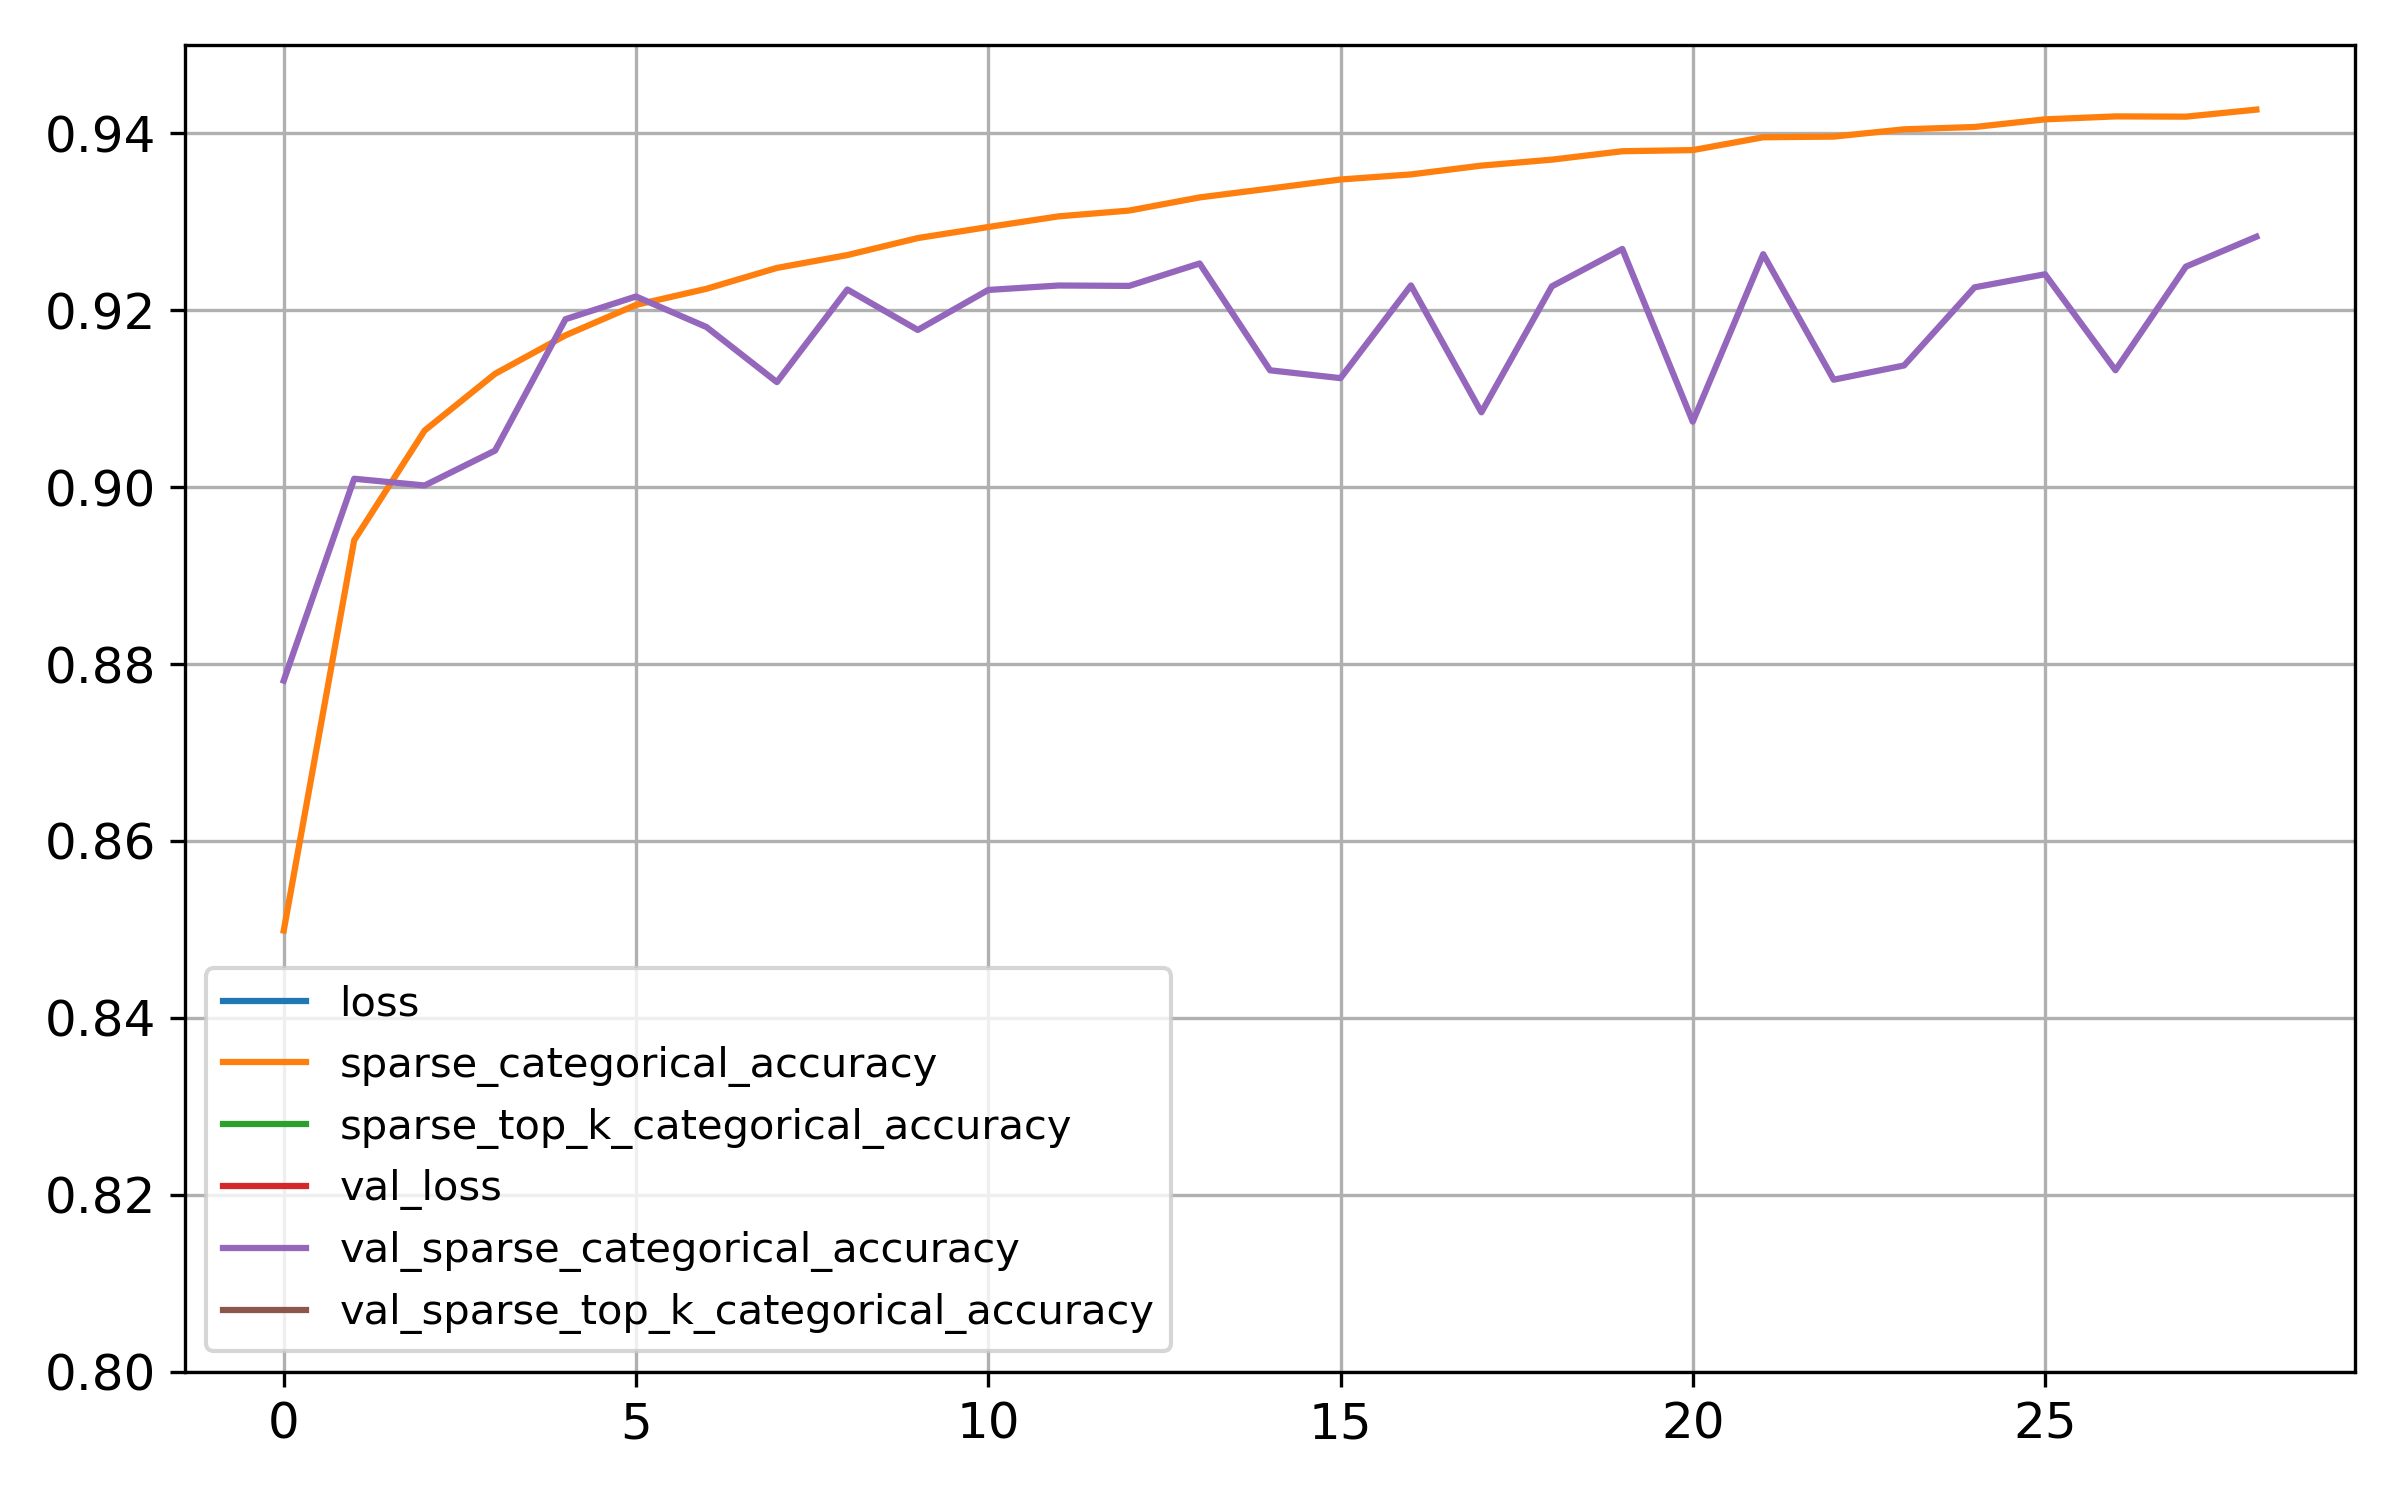 0.94
0.92
0.90
0.88
0.86
0.84
0.82
0.80
loss
sparse_categorical_accuracy
sparse_top_k_categorical_accuracy
val_loss
val_sparse_categorical_accuracy
val_sparse_top_k_categorical_accuracy
0 5 10 15 20 25